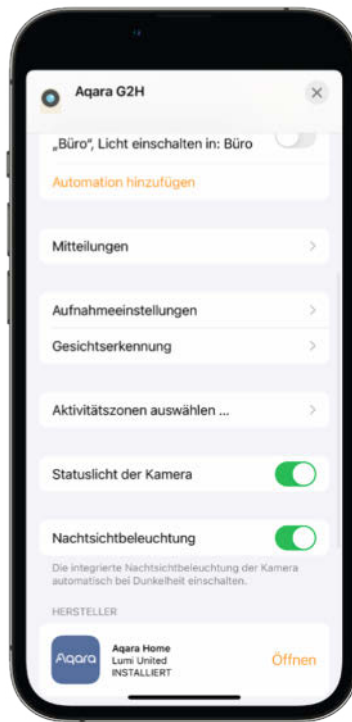 Aqara G2H
„Büro“, Licht einschalten in: Büro
Automation hinzufügen
Mitteilungen
Aufnahmeeinstellungen
Gesichtserkennung
Aktivitätszonen auswählen ...
Statuslicht der Kamera
Nachtsichtbeleuchtung
Die integrierte Nachtsichtbeleuchtung der Kamera
automatisch bei Dunkelheit einschalten.
HERSTELLER
Aqara
Aqara Home
Lumi United
INSTALLIERT
Öffnen